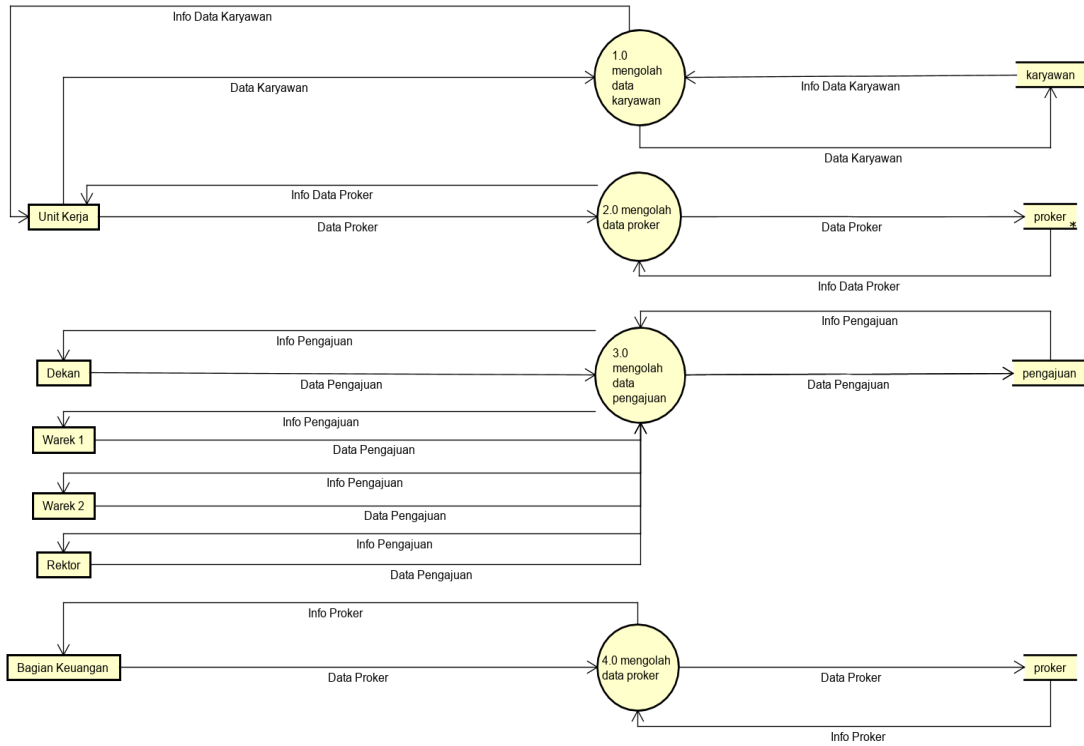 Info Data Karyawan
1.0
mengolah
data
karyawan
karyawan
Data Karyawan
Info Data Karyawan
Data Karyawan
Info Data Proker
Unit Kerja
2.0 mengolah
data proker
proker
*
Data Proker
Data Proker
Info Data Proker
Info Pengajuan
Info Pengajuan
3.0
mengolah
data
pengajuan
Dekan
pengajuan
Data Pengajuan
Data Pengajuan
Info Pengajuan
Warek 1
Data Pengajuan
Info Pengajuan
Warek 2
Data Pengajuan
Info Pengajuan
Rektor
Data Pengajuan
Info Proker
Bagian Keuangan
4.0 mengolah
data proker
proker
Data Proker
Data Proker
Info Proker